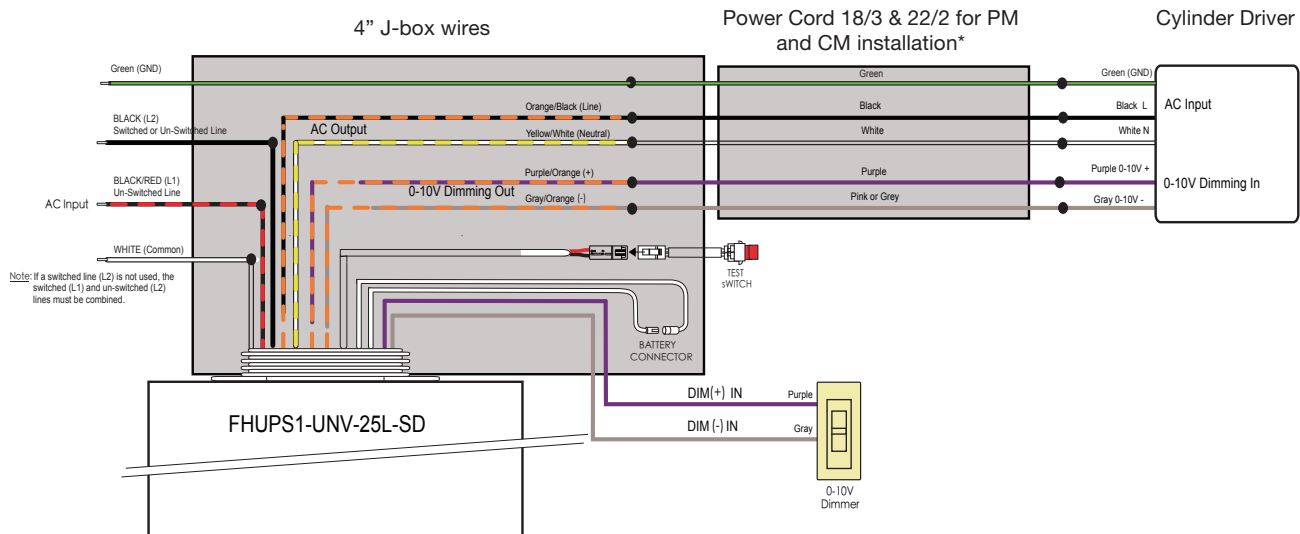 4” J-box wires
Power Cord 18/3 & 22/2 for PM
and CM installation*
Cylinder Driver
Green (GND)
Green
Green (GND)
BLACK (L2)
Switched or Un-Switched Line
Orange/Black (Line)
Black
Black L
AC Input
AC Output
Yellow/White (Neutral)
White
White N
BLACK/RED (L1)
Un-Switched Line
Purple/Orange (+)
Purple
Purple 0-10V +
0-10V Dimming Out
0-10V Dimming In
AC Input
Gray/Orange (-)
Pink or Grey
Gray 0-10V -
WHITE (Common)
Note: If a switched line (L2) is not used, the
switched (L1) and un-switched (L2)
lines must be combined.
TEST
sWITCH
BATTERY
CONNECTOR
FHUPS1-UNV-25L-SD
DIM(+) IN
Purple
DIM (-) IN
Gray
0-10V
Dimmer